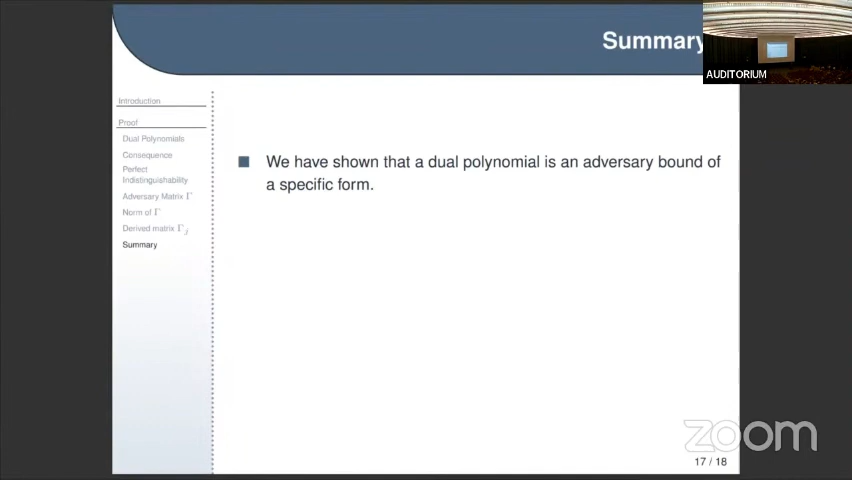 Summary
AUDITORIUM
Introduction
Proof
Dual Polynomials
Consequence
Perfect
Indistinguishability
Adversary Matrix Γ
Norm of Γ
Derived matrix Γj
Summary
We have shown that a dual polynomial is an adversary bound of
a specific form.
zoom
17 / 18